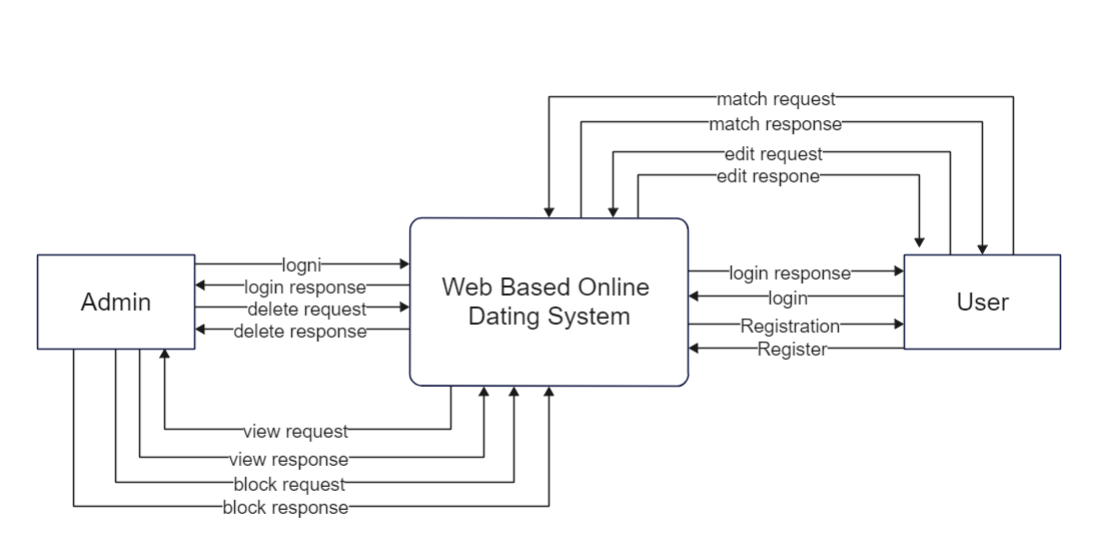 match request
match response
edit request
edit respone
logni
login response
delete request
delete response
Admin
Web Based Online
Dating System
login response
login
Registration
Register
User
view request
view response
block request
block response